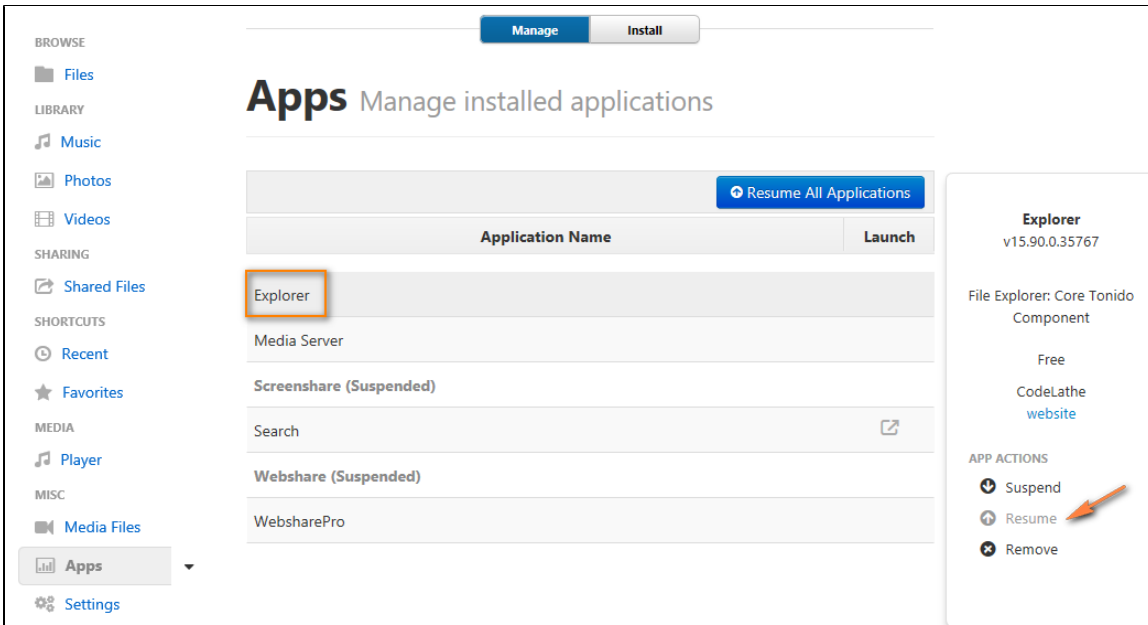 Manage Install
BROWSE
Files
LIBRARY
Music
Photos
Videos
SHARING
Shared Files
SHORTCUTS
Recent
Favorites
MEDIA
Player
MISC
Media Files
Apps
Settings
Apps Manage installed applications
Resume All Applications
Application Name Launch
Explorer
Media Server
Screenshare (Suspended)
Search
Webshare (Suspended)
WebsharePro
Explorer
v15.90.0.35767
File Explorer: Core Tonido
Component
Free
CodeLathe
website
APP ACTIONS
Suspend
Resume
Remove